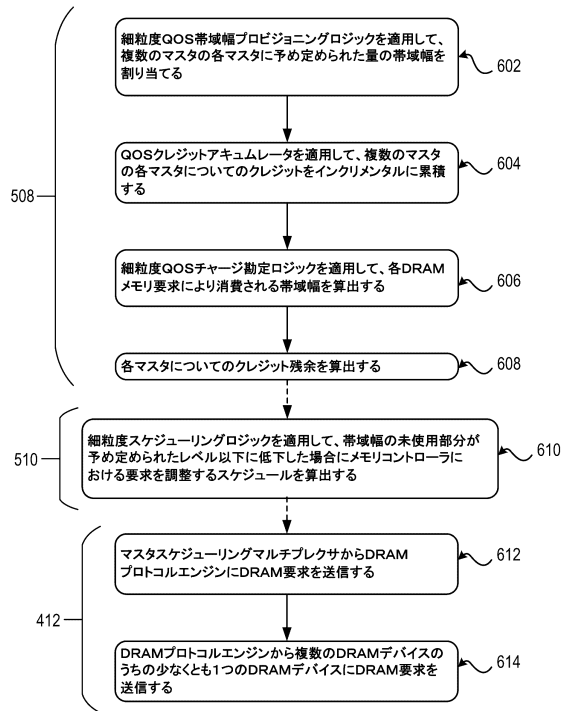 細粒度QOS帯域幅プロビジョニングロジックを適用して、
複数のマスタの各マスタに予め定められた量の帯域幅を
割り当てる
602
QOSクレジットアキュムレータを適用して、複数のマスタ
の各マスタについてのクレジットをインクリメンタルに累積
する
604
508
細粒度QOSチャージ勘定ロジックを適用して、各DRAM
メモリ要求により消費される帯域幅を算出する
606
各マスタについてのクレジット残余を算出する
608
細粒度スケジューリングロジックを適用して、帯域幅の未使用部分が
予め定められたレベル以下に低下した場合にメモリコントローラに
おける要求を調整するスケジュールを算出する
610
510
マスタスケジューリングマルチプレクサからDRAM
プロトコルエンジンにDRAM要求を送信する
612
412
DRAMプロトコルエンジンから複数のDRAMデバイスの
うちの少なくとも1つのDRAMデバイスにDRAM要求を
送信する
614